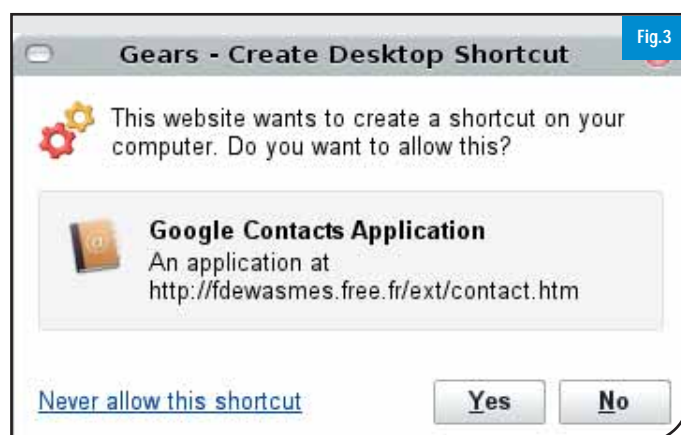 Fig.3
Gears - Create Desktop Shortcut
This website wants to create a shortcut on your
computer. Do you want to allow this?
Google Contacts Application
An application at
http://fdewasmes.free.fr/ext/contact.htm
Never allow this shortcut
Yes
No